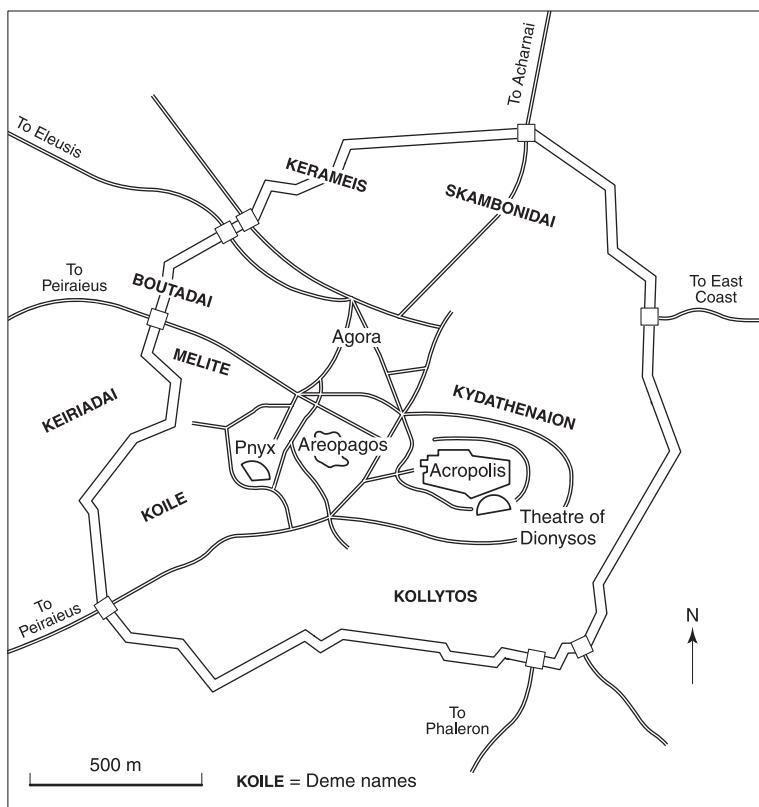 To Acharnai
To Eleusis
KERAMEIS
SKAMBONIDAI
To
Peiraieus
BOUTADAI
To East
Coast
Agora
MELITE
KEIRIADAI
KYDATHENAION
Pnyx
Areopagos
Acropolis
KOILE
Theatre of
Dionysos
KOLLYTOS
To
Peiraieus
N
To
Phaleron
500 m
KOILE = Deme names